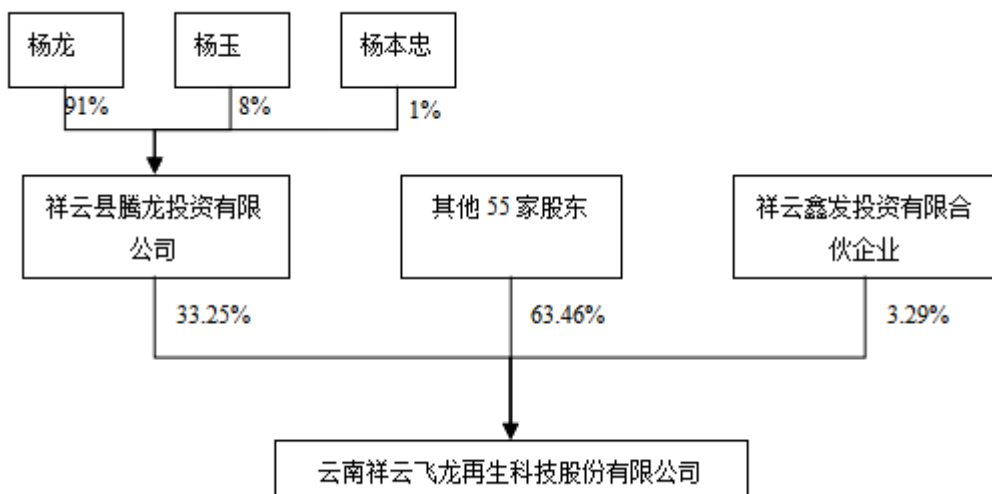 杨龙
杨玉
杨本忠
91%
8%
1%
祥云县腾龙投资有限
公司
其他 55 家股东
祥云鑫发投资有限合
伙企业
33.25%
63.46%
3.29%
云南祥云飞龙再生科技股份有限公司